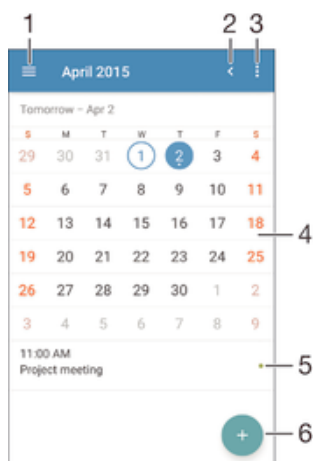 1 2 3
April 2015
Tomorrow – Apr 2
S M T W T F S
29 30 31 1 2 3 4
5 6 7 8 9 10 11
12 13 14 15 16 17 18
4
19 20 21 22 23 24 25
26 27 28 29 30 1 2
3 4 5 6 7 8 9
11:00 AM
5
Project meeting
+ 6